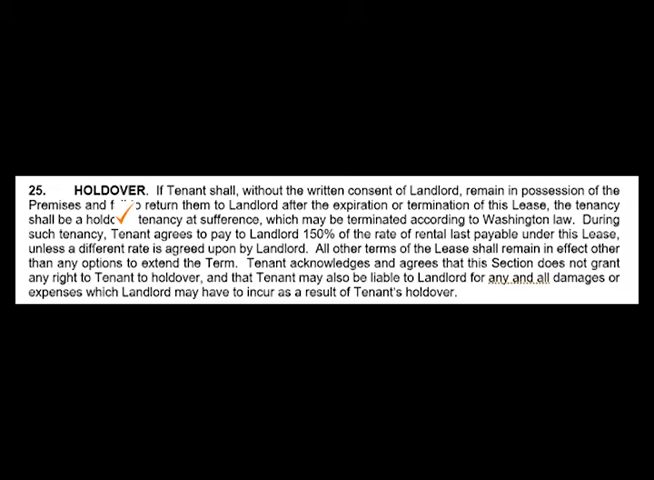 25. HOLDOVER. If Tenant shall, without the written consent of Landlord, remain in possession of the
Premises and return them to Landlord after the expiration or termination of this Lease, the tenancy
shall be a tenancy at sufference, which may be terminated according to Washington law. During
such tenancy, Tenant agrees to pay to Landlord 150% of the rate of rental last payable under this Lease,
unless a different rate is agreed upon by Landlord. All other terms of the Lease shall remain in effect other
than any options to extend the Term. Tenant acknowledges and agrees that this Section does not grant
any right to Tenant to holdover, and that Tenant may also be liable to Landlord for any and all damages or
expenses which Landlord may have to incur as a result of Tenant's holdover.